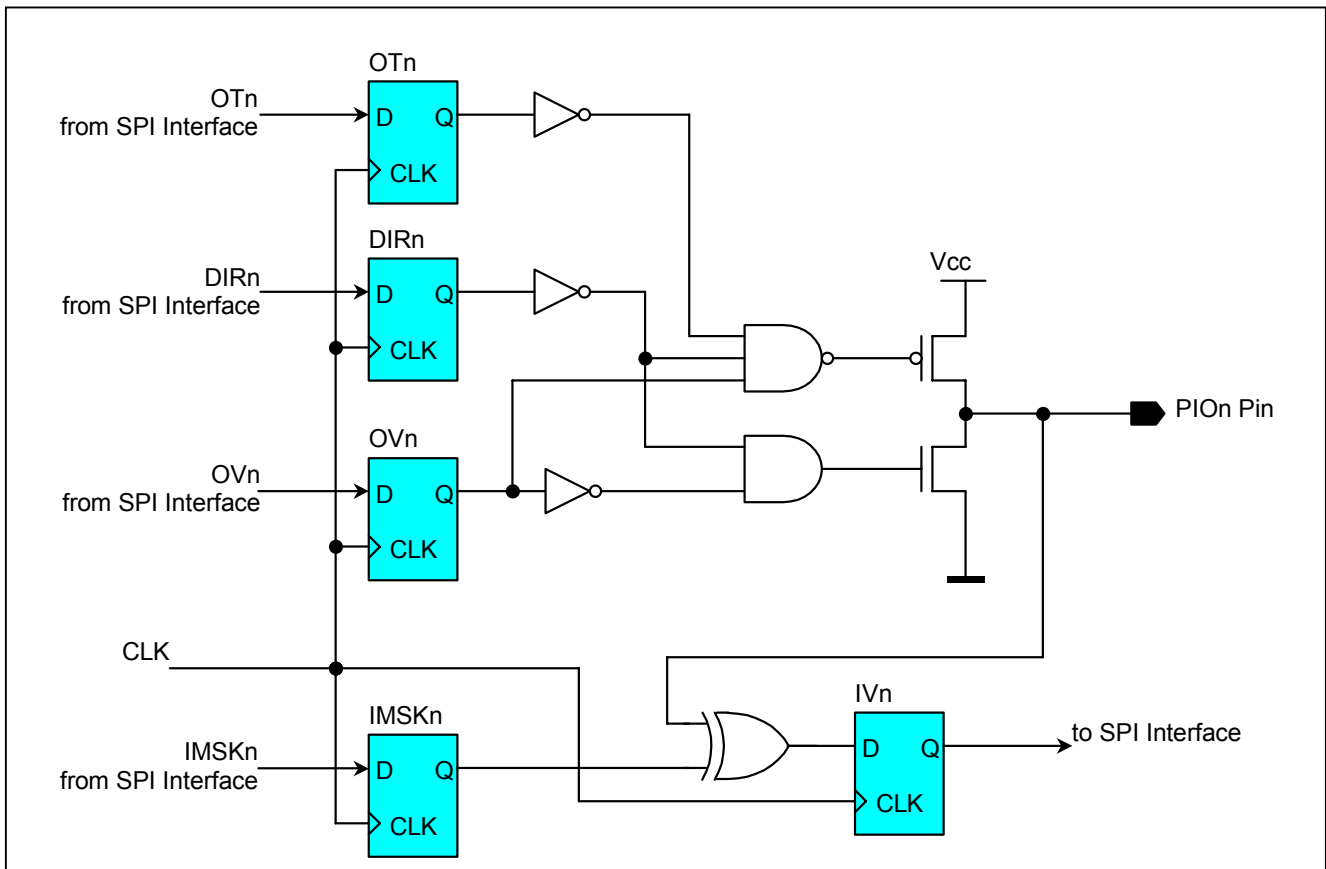 OTn
OTn
from SPI Interface
D Q
CLK
DIRn
DIRn
from SPI Interface
D Q
CLK
Vcc
PIOn Pin
OVn
OVn
from SPI Interface
D Q
CLK
CLK
IMSKn
IMSKn
from SPI Interface
D Q
CLK
IVn
D Q
CLK
to SPI Interface